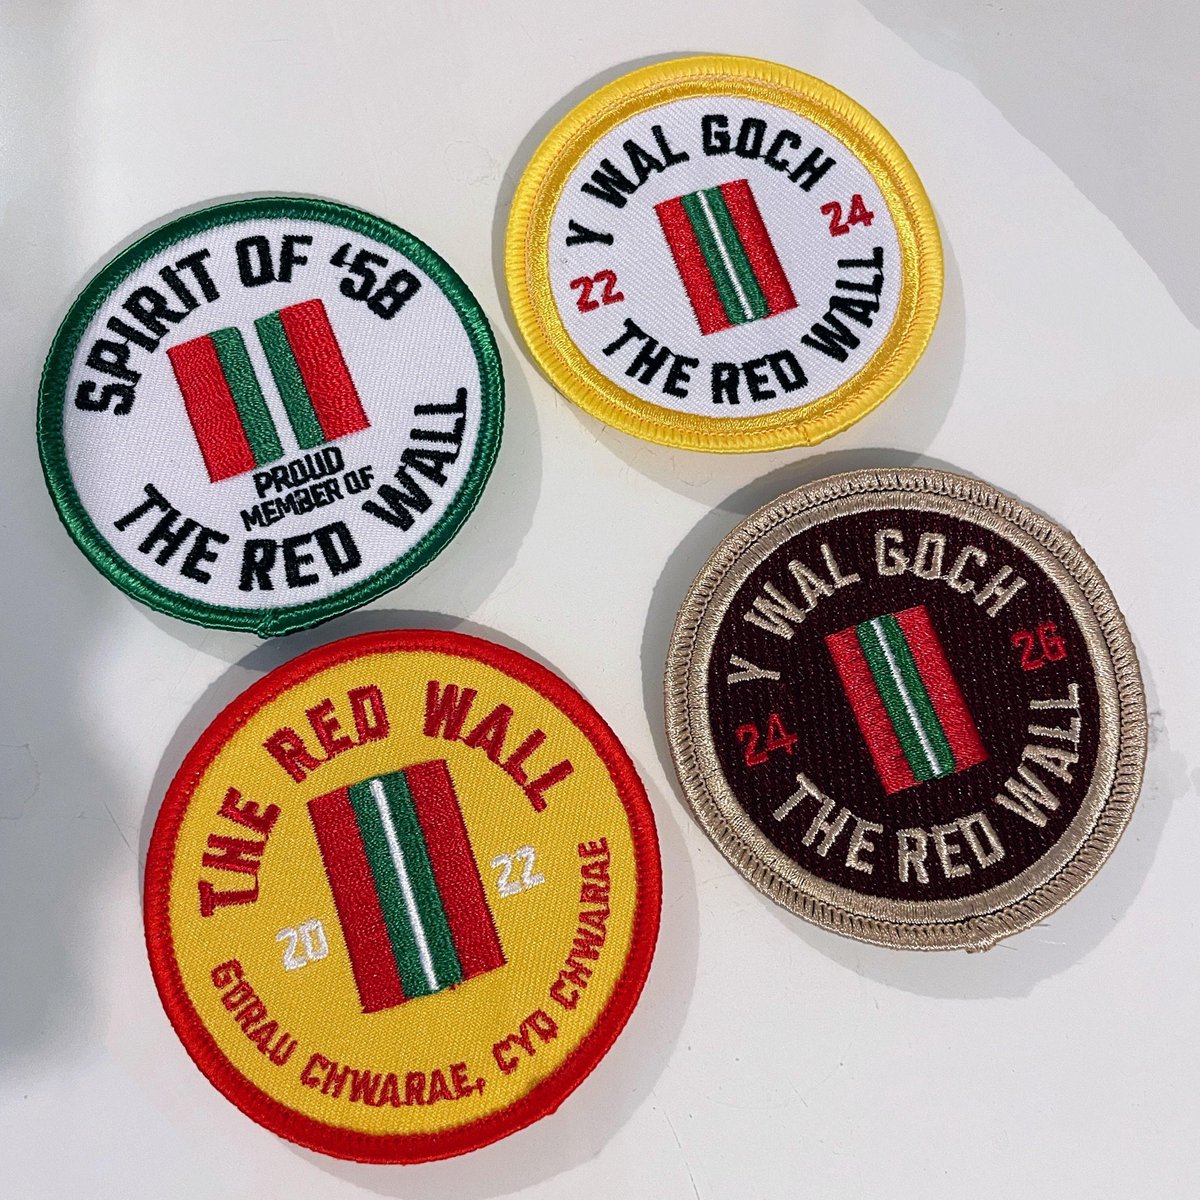 SPIRIT OF '58
PROUD
MEMBER OF
THE RED WALL
Y WAL GOCH
22 24
THE RED WALL
THE RED WALL
20 22
GORAU CHWARAE, CYD CHWARAE
Y WAL GOCH
24 26
THE RED WALL